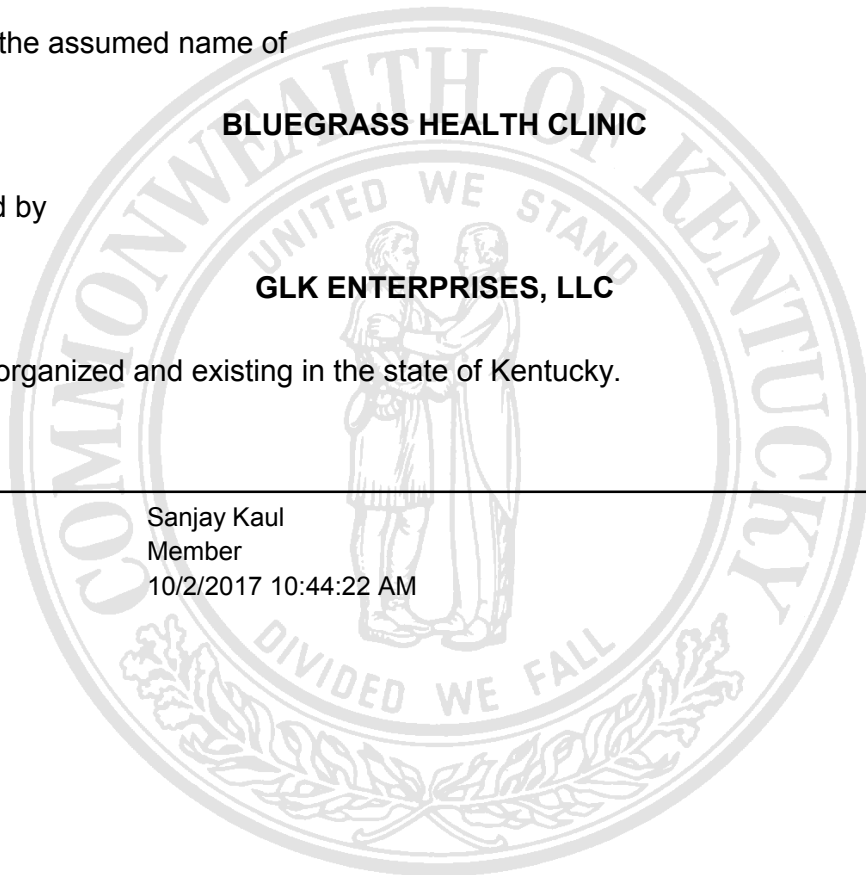 the assumed name of
BLUEGRASS HEALTH CLINIC
d by
GLK ENTERPRISES, LLC
organized and existing in the state of Kentucky.
Sanjay Kaul
Member
10/2/2017 10:44:22 AM
COMMONWEALTH OF KENTUCKY
UNITED WE STAND
DIVIDED WE FALL